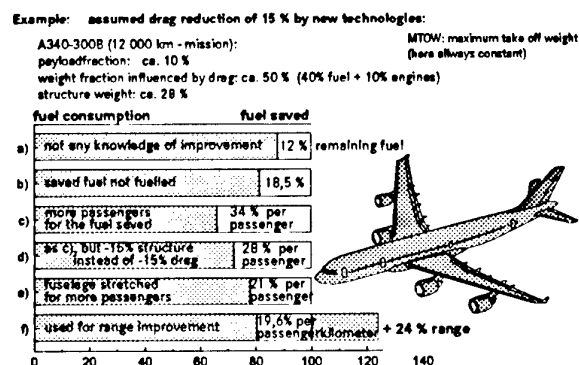 Example: assumed drag reduction of 15 % by new technologies:
A340-300B (12 000 km - mission):
MTOW: maximum take off weight
(here allways constant)
payloadfraction: ca. 10 %
weight fraction influenced by drag: ca. 50 % (40% fuel + 10% engines)
structure weight: ca. 28 %
fuel consumption fuel saved
a) not any knowledge of improvement 12 % remaining fuel
b) saved fuel not fuelled 18,5 %
c) more passengers
for the fuel saved
34 % per
passenger
d) as c), but -15% structure
instead of -15% drag
28 % per
passenger
e) fuselage stretched
for more passengers
21 % per
passenger
f) used for range improvement
19,6% per
passengerkilometer
+ 24 % range
0 20 40 60 80 100 120 140